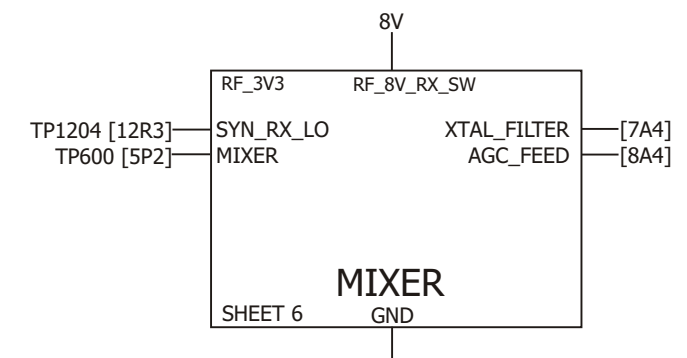 8V
RF_3V3 RF_8V_RX_SW
TP1204 [12R3] SYN_RX_LO XTAL_FILTER [7A4]
TP600 [5P2] MIXER AGC_FEED [8A4]
MIXER
SHEET 6 GND